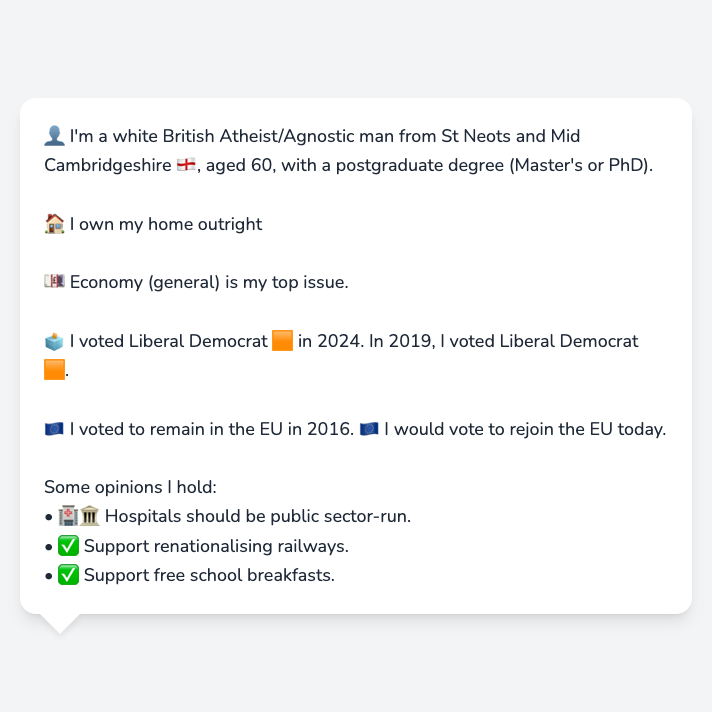 👤 I'm a white British Atheist/Agnostic man from St Neots and Mid
Cambridgeshire 🏴󠁧󠁢󠁥󠁮󠁧󠁿, aged 60, with a postgraduate degree (Master's or PhD).
🏠 I own my home outright
💷 Economy (general) is my top issue.
🗳️ I voted Liberal Democrat 🟧 in 2024. In 2019, I voted Liberal Democrat
🟧.
🇪🇺 I voted to remain in the EU in 2016. 🇪🇺 I would vote to rejoin the EU today.
Some opinions I hold:
• 🏥🏛️ Hospitals should be public sector-run.
• ✅ Support renationalising railways.
• ✅ Support free school breakfasts.